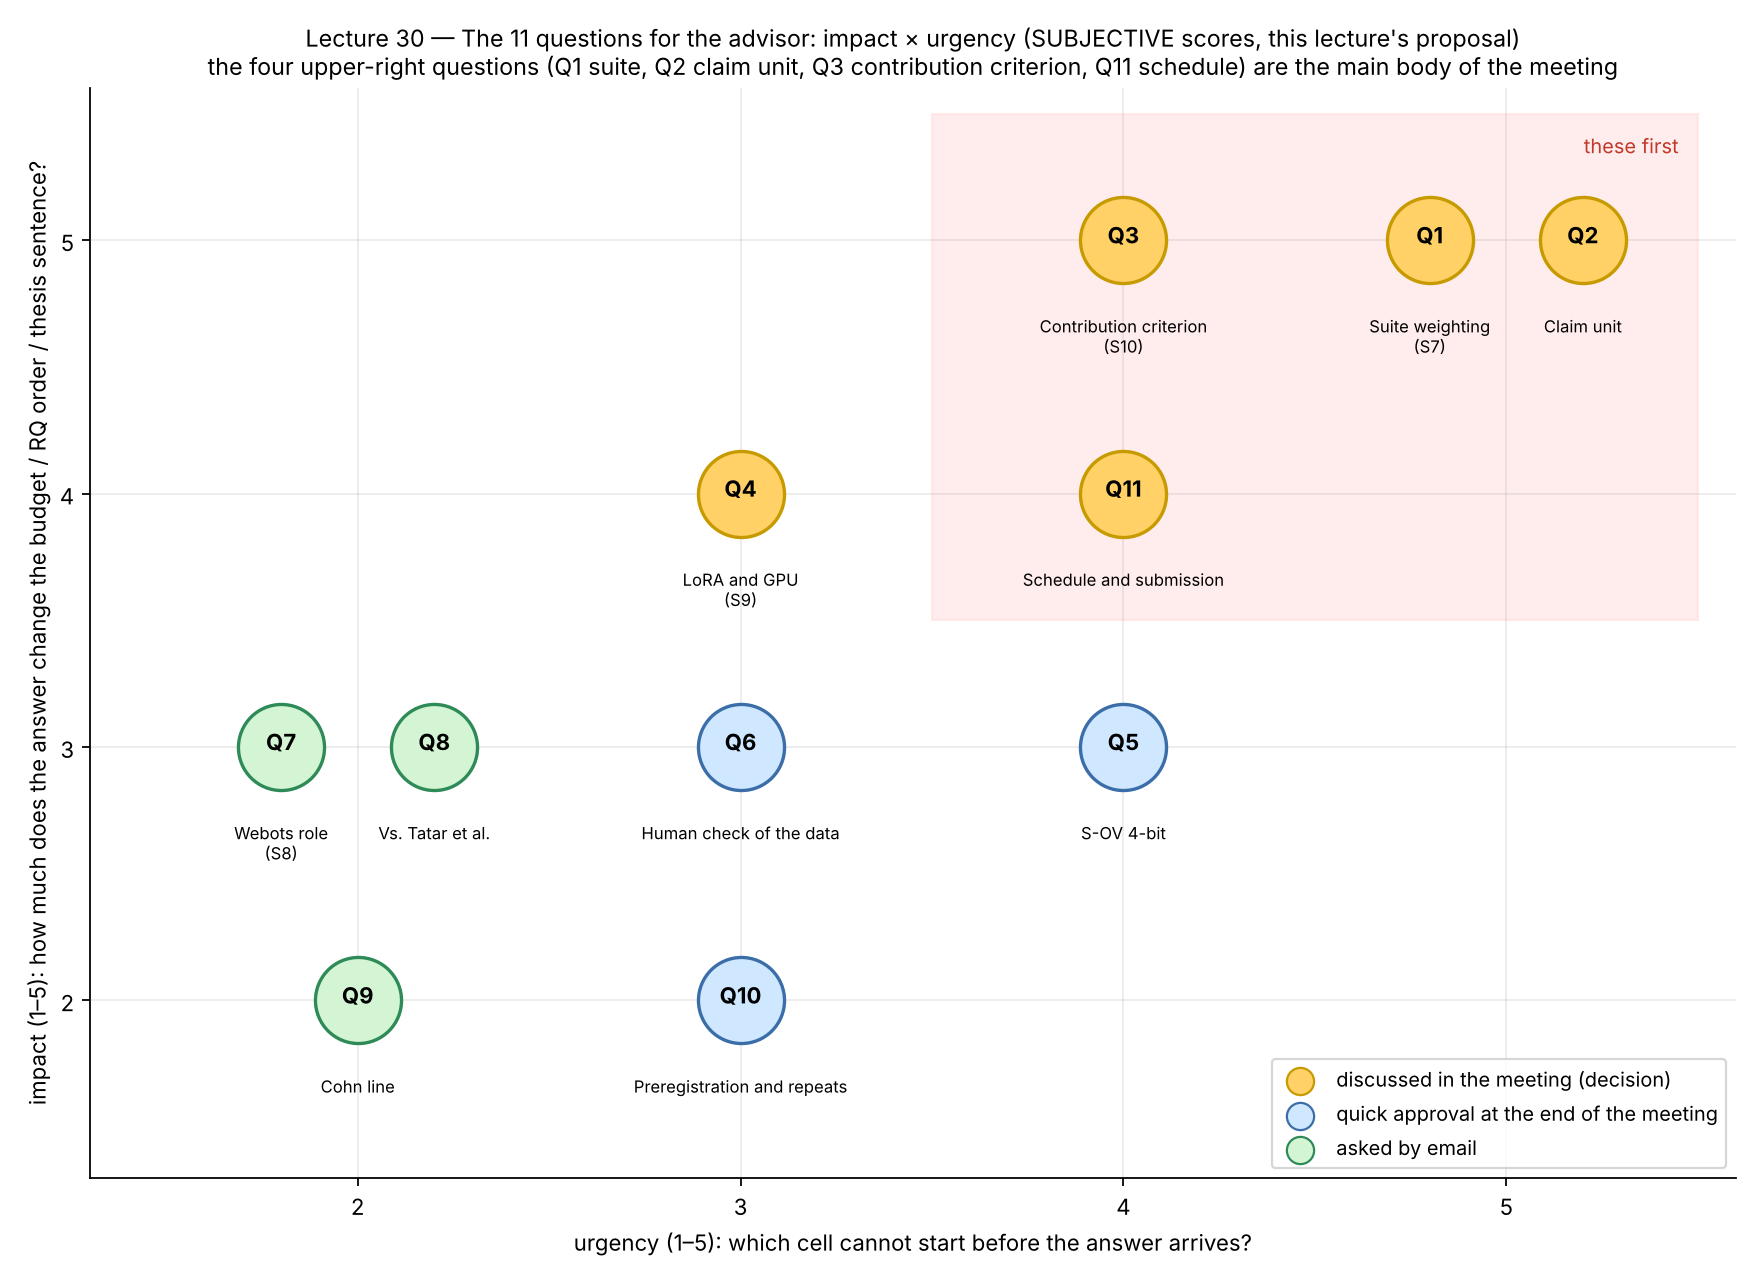 Lecture 30 — The 11 questions for the advisor: impact × urgency (SUBJECTIVE scores, this lecture's proposal)
the four upper-right questions (Q1 suite, Q2 claim unit, Q3 contribution criterion, Q11 schedule) are the main body of the meeting
impact (1–5): how much does the answer change the budget / RQ order / thesis sentence?
these first
5
Q3
Q1
Q2
Contribution criterion
(S10)
Suite weighting
(S7)
Claim unit
4
Q4
Q11
LoRA and GPU
(S9)
Schedule and submission
3
Q7
Q8
Q6
Q5
Webots role
(S8)
Vs. Tatar et al.
Human check of the data
S-OV 4-bit
2
Q9
Q10
Cohn line
Preregistration and repeats
discussed in the meeting (decision)
quick approval at the end of the meeting
asked by email
2
3
4
5
urgency (1–5): which cell cannot start before the answer arrives?